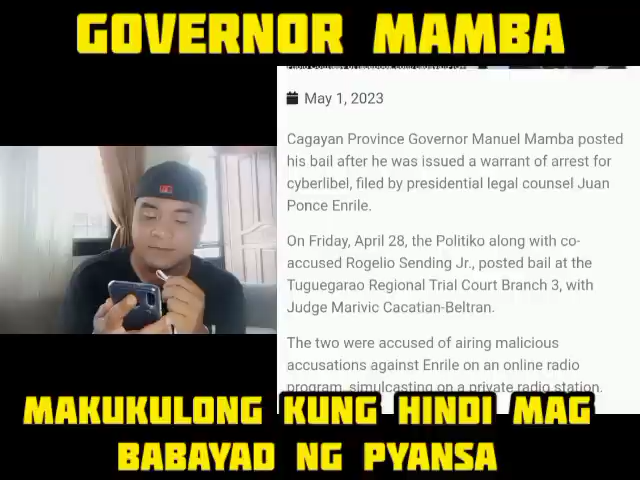 GOVERNOR MAMBA
May 1, 2023
Cagayan Province Governor Manuel Mamba posted
his bail after he was issued a warrant of arrest for
cyberlibel, filed by presidential legal counsel Juan
Ponce Enrile.
On Friday, April 28, the Politiko along with co-
accused Rogelio Sending Jr., posted bail at the
Tuguegarao Regional Trial Court Branch 3, with
Judge Marivic Cacatian-Beltran.
The two were accused of airing malicious
accusations against Enrile on an online radio
program, simulcasting on a private radio station.
MAKUKULONG KUNG HINDI MAG
BABAYAD NG PYANSA